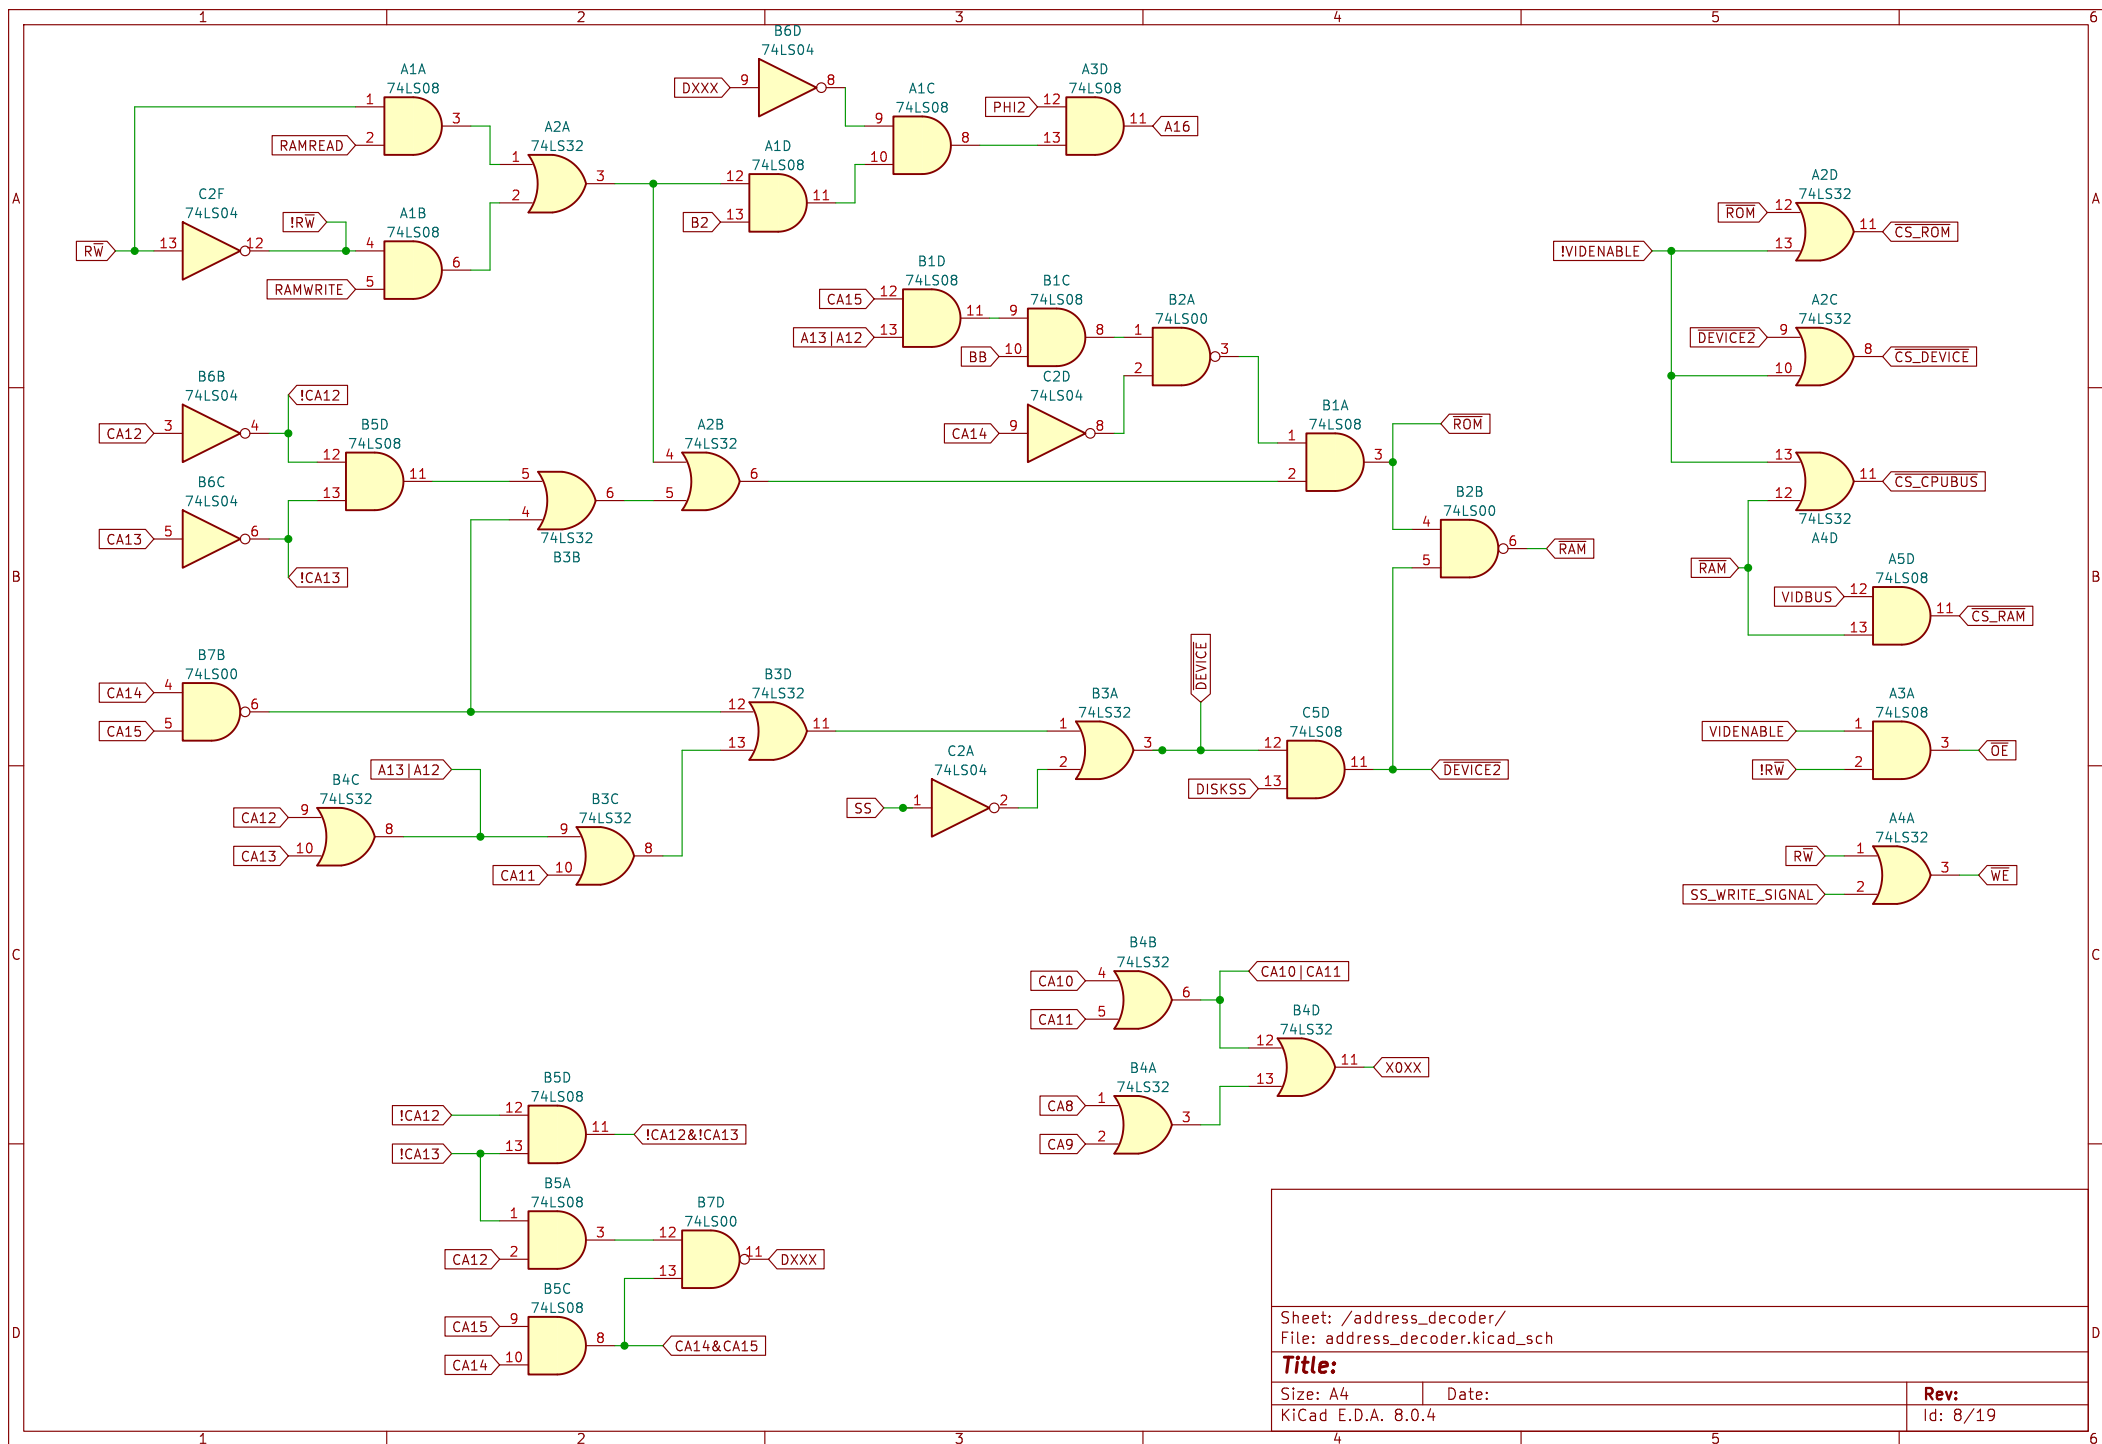 1 2 3 4 5 6
A
B
C
D
A
B
C
D
1 2 3 4 5 6
A1A
74LS08
1
2
3
RAMREAD
C2F
74LS04
R̅W̅
13
12
!RW̅
A1B
74LS08
4
5
6
RAMWRITE
A2A
74LS32
1
2
3
B6D
74LS04
DXXX
9
8
A1D
74LS08
12
13
11
B2
A1C
74LS08
9
10
8
A3D
74LS08
PHI2
12
13
11
A16
B1D
74LS08
CA15
12
A13|A12
13
11
B1C
74LS08
9
BB
10
8
C2D
74LS04
CA14
9
8
B2A
74LS00
1
2
3
B1A
74LS08
1
2
3
ROM
B2B
74LS00
4
5
6
RAM
B6B
74LS04
CA12
3
4
!CA12
B6C
74LS04
CA13
5
6
!CA13
B5D
74LS08
12
13
11
5
4
6
74LS32
B3B
A2B
74LS32
4
5
6
B7B
74LS00
CA14
4
CA15
5
6
B4C
74LS32
CA12
9
CA13
10
8
A13|A12
B3C
74LS32
9
CA11
10
8
B3D
74LS32
12
13
11
C2A
74LS04
SS
1
2
B3A
74LS32
1
2
3
DEVICE
C5D
74LS08
12
DISKSS
13
11
DEVICE2
A2D
74LS32
ROM
12
13
11
CS_ROM
!VIDENABLE
A2C
74LS32
DEVICE2
9
10
8
CS_DEVICE
13
12
11
CS_CPUBUS
74LS32
A4D
RAM
A5D
74LS08
VIDBUS
12
13
11
CS_RAM
A3A
74LS08
VIDENABLE
1
!RW̅
2
3
OE
A4A
74LS32
RW̅
1
SS_WRITE_SIGNAL
2
3
WE
B4B
74LS32
CA10
4
CA11
5
6
CA10|CA11
B4D
74LS32
12
13
11
X0XX
B4A
74LS32
CA8
1
CA9
2
3
B5D
74LS08
!CA12
12
!CA13
13
11
!CA12&!CA13
B5A
74LS08
1
CA12
2
3
B7D
74LS00
12
13
11
DXXX
B5C
74LS08
CA15
9
CA14
10
8
CA14&CA15
Sheet: /address_decoder/
File: address_decoder.kicad_sch
Title:
Size: A4 Date: Rev:
KiCad E.D.A. 8.0.4 Id: 8/19